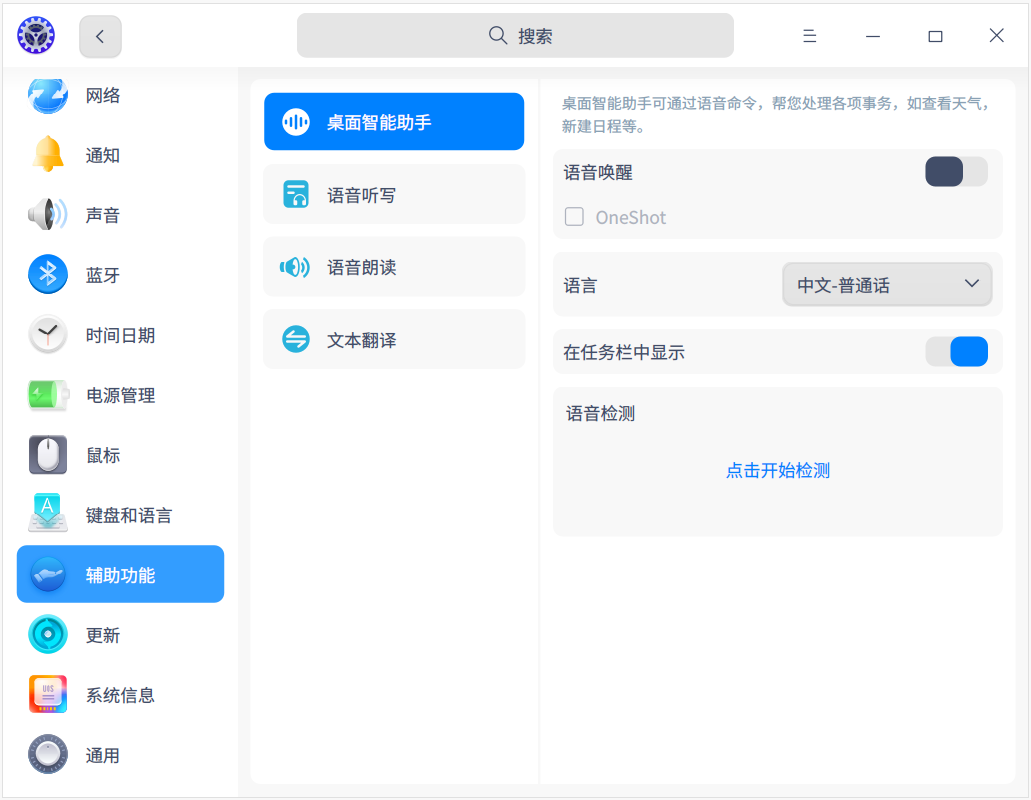 搜索
网络
通知
声音
蓝牙
时间日期
电源管理
鼠标
键盘和语言
辅助功能
更新
UOS
系统信息
通用
桌面智能助手
语音听写
语音朗读
文本翻译
桌面智能助手可通过语音命令，帮您处理各项事务，如查看天气，
新建日程等。
语音唤醒
OneShot
语言
中文-普通话
在任务栏中显示
语音检测
点击开始检测